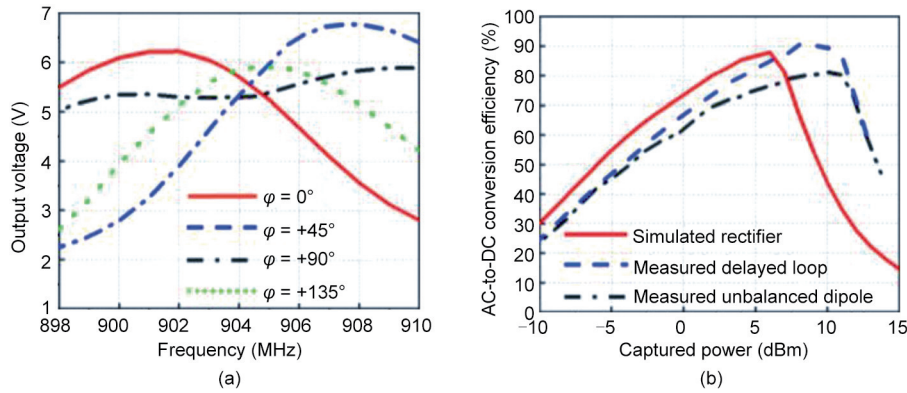 (a)
7
6
5
4
3
2
1
Output voltage (V)
φ = 0°
φ = +45°
φ = +90°
φ = +135°
898 900 902 904 906 908 910
Frequency (MHz)
(a)
(b)
100
90
80
70
60
50
40
30
20
10
0
AC-to-DC conversion efficiency (%)
Simulated rectifier
Measured delayed loop
Measured unbalanced dipole
−10 −5 0 5 10 15
Captured power (dBm)
(b)